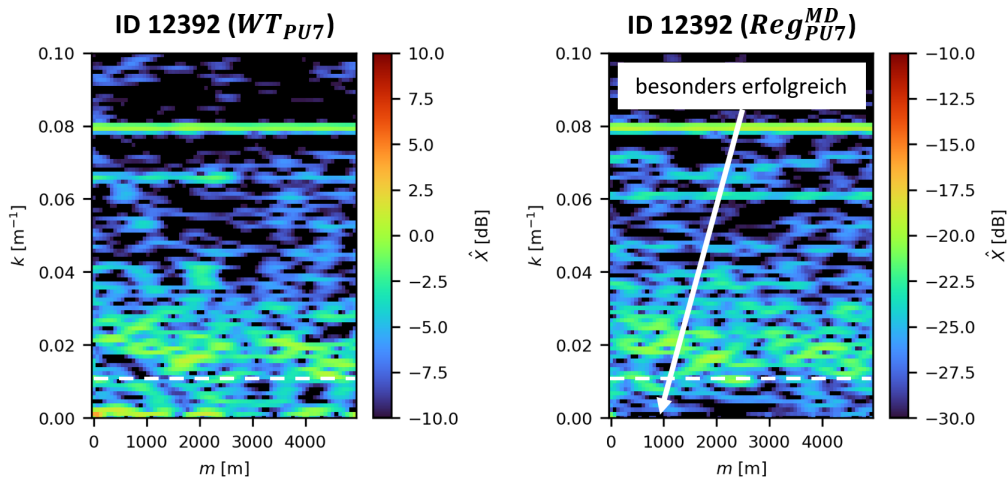 ID 12392 (WT_PU7)
0.10
0.08
0.06
0.04
0.02
0.00
k [m⁻¹]
0 1000 2000 3000 4000
m [m]
10.0
7.5
5.0
2.5
0.0
−2.5
−5.0
−7.5
−10.0
X̂ [dB]
ID 12392 (Reg^MD_PU7)
besonders erfolgreich
0.10
0.08
0.06
0.04
0.02
0.00
k [m⁻¹]
0 1000 2000 3000 4000
m [m]
−10.0
−12.5
−15.0
−17.5
−20.0
−22.5
−25.0
−27.5
−30.0
X̂ [dB]